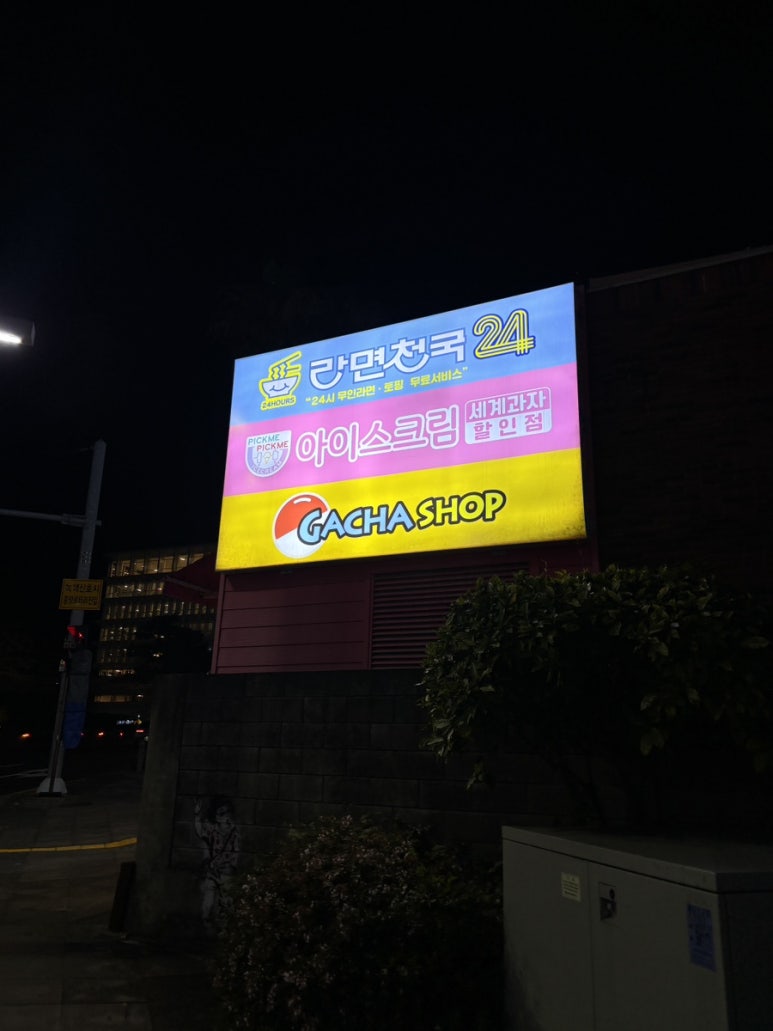 라면천국 24
24HOURS
“24시 무인라면·토핑 무료서비스”
PICKME
PICKME
아이스크림
세계과자
할인점
GACHA SHOP